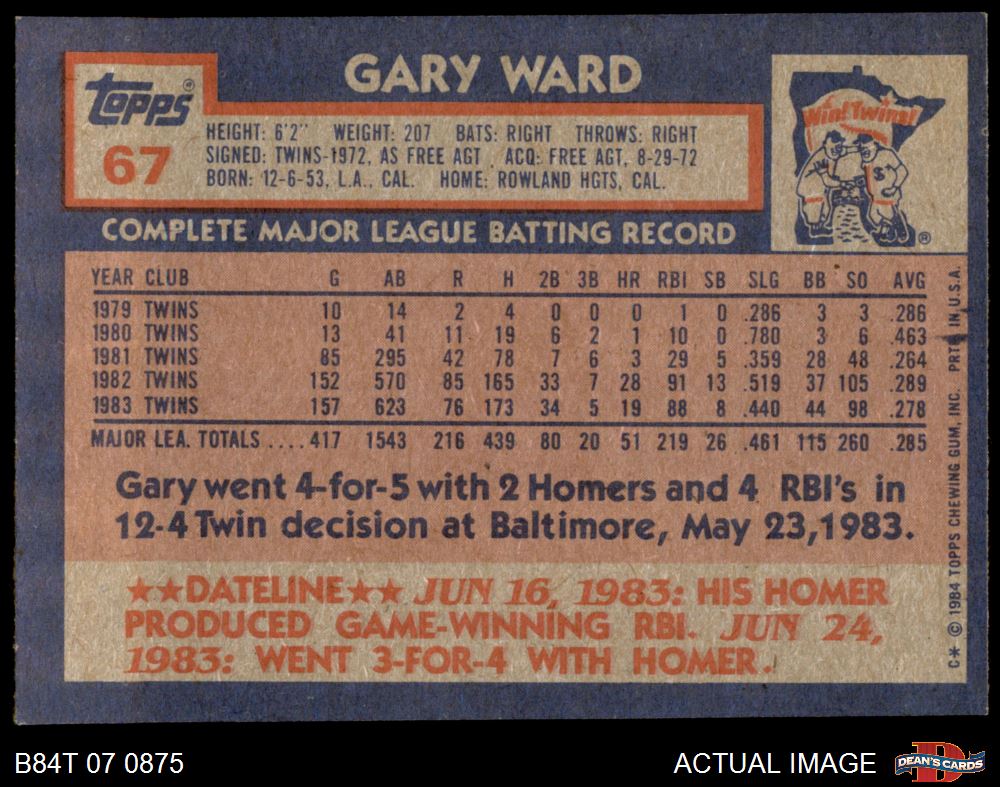 GARY WARD
TOPPS®
67
HEIGHT: 6'2" WEIGHT: 207 BATS: RIGHT THROWS: RIGHT
SIGNED: TWINS-1972, AS FREE AGT. ACQ: FREE AGT, 8-29-72
BORN: 12-6-53, L.A., CAL. HOME: ROWLAND HGTS, CAL.
Win! Twins!
$
®
COMPLETE MAJOR LEAGUE BATTING RECORD
YEAR CLUB G AB R H 2B 3B HR RBI SB SLG BB SO AVG
1979 TWINS 10 14 2 4 0 0 0 1 0 .286 3 3 .286
1980 TWINS 13 41 11 19 6 2 1 10 0 .780 3 6 .463
1981 TWINS 85 295 42 78 7 6 3 29 5 .359 28 48 .264
1982 TWINS 152 570 85 165 33 7 28 91 13 .519 37 105 .289
1983 TWINS 157 623 76 173 34 5 19 88 8 .440 44 98 .278
MAJOR LEA. TOTALS ....417 1543 216 439 80 20 51 219 26 .461 115 260 .285
Gary went 4-for-5 with 2 Homers and 4 RBI's in
12-4 Twin decision at Baltimore, May 23, 1983.
★★DATELINE★★ JUN 16, 1983: HIS HOMER
PRODUCED GAME-WINNING RBI. JUN 24,
1983: WENT 3-FOR-4 WITH HOMER.
C* © 1984 TOPPS CHEWING GUM, INC. PRTD. IN U.S.A.
B84T 07 0875
ACTUAL IMAGE
DEAN'S CARDS